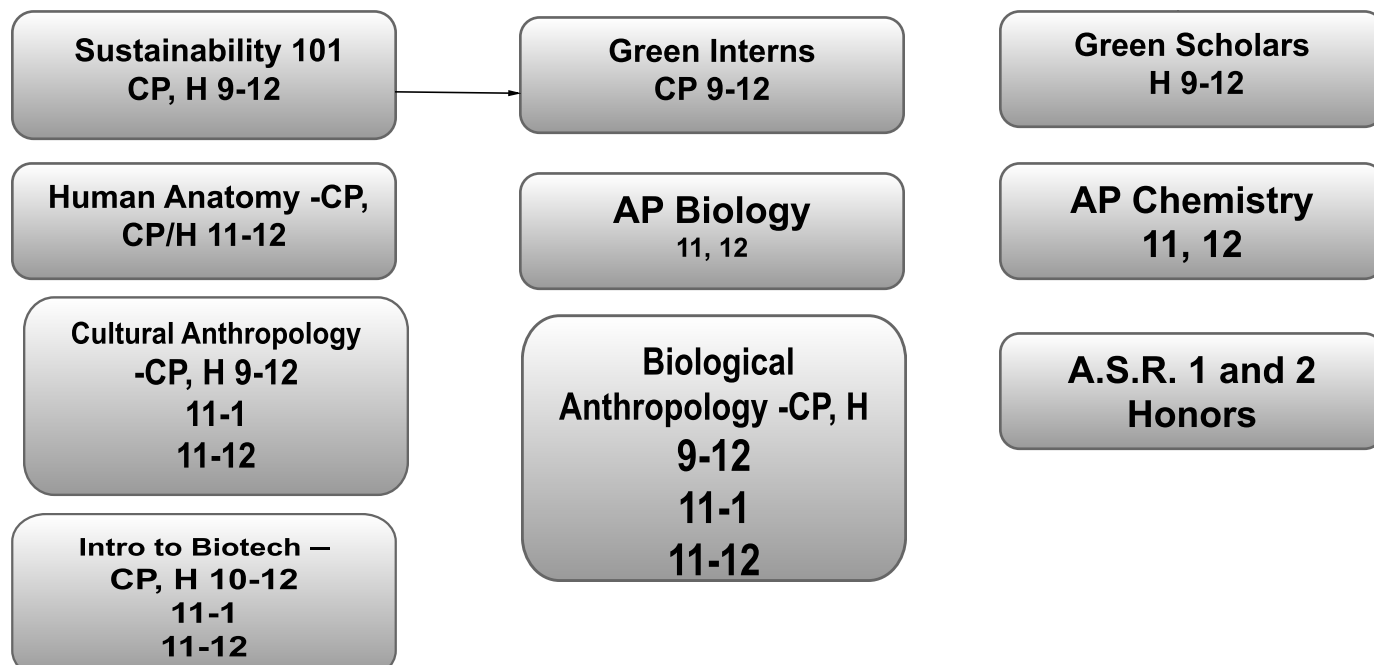 Sustainability 101
CP, H 9-12
Green Interns
CP 9-12
Green Scholars
H 9-12
Human Anatomy -CP,
CP/H 11-12
AP Biology
11, 12
AP Chemistry
11, 12
Cultural Anthropology
-CP, H 9-12
11-1
11-12
Biological
Anthropology -CP, H
9-12
11-1
11-12
A.S.R. 1 and 2
Honors
Intro to Biotech –
CP, H 10-12
11-1
11-12